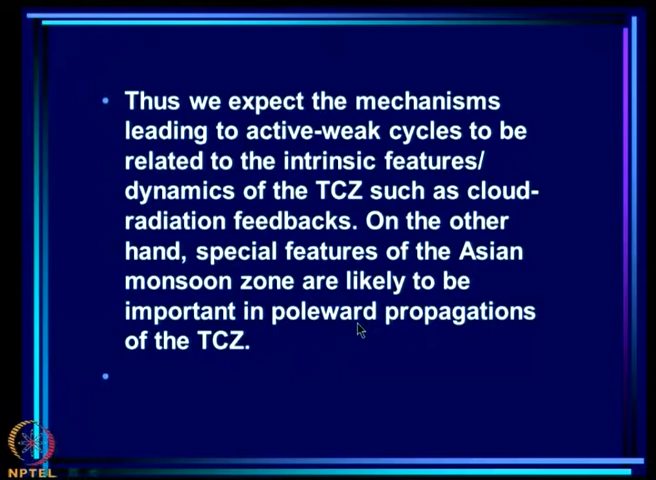 Thus we expect the mechanisms
leading to active-weak cycles to be
related to the intrinsic features/
dynamics of the TCZ such as cloud-
radiation feedbacks. On the other
hand, special features of the Asian
monsoon zone are likely to be
important in poleward propagations
of the TCZ.
NPTEL